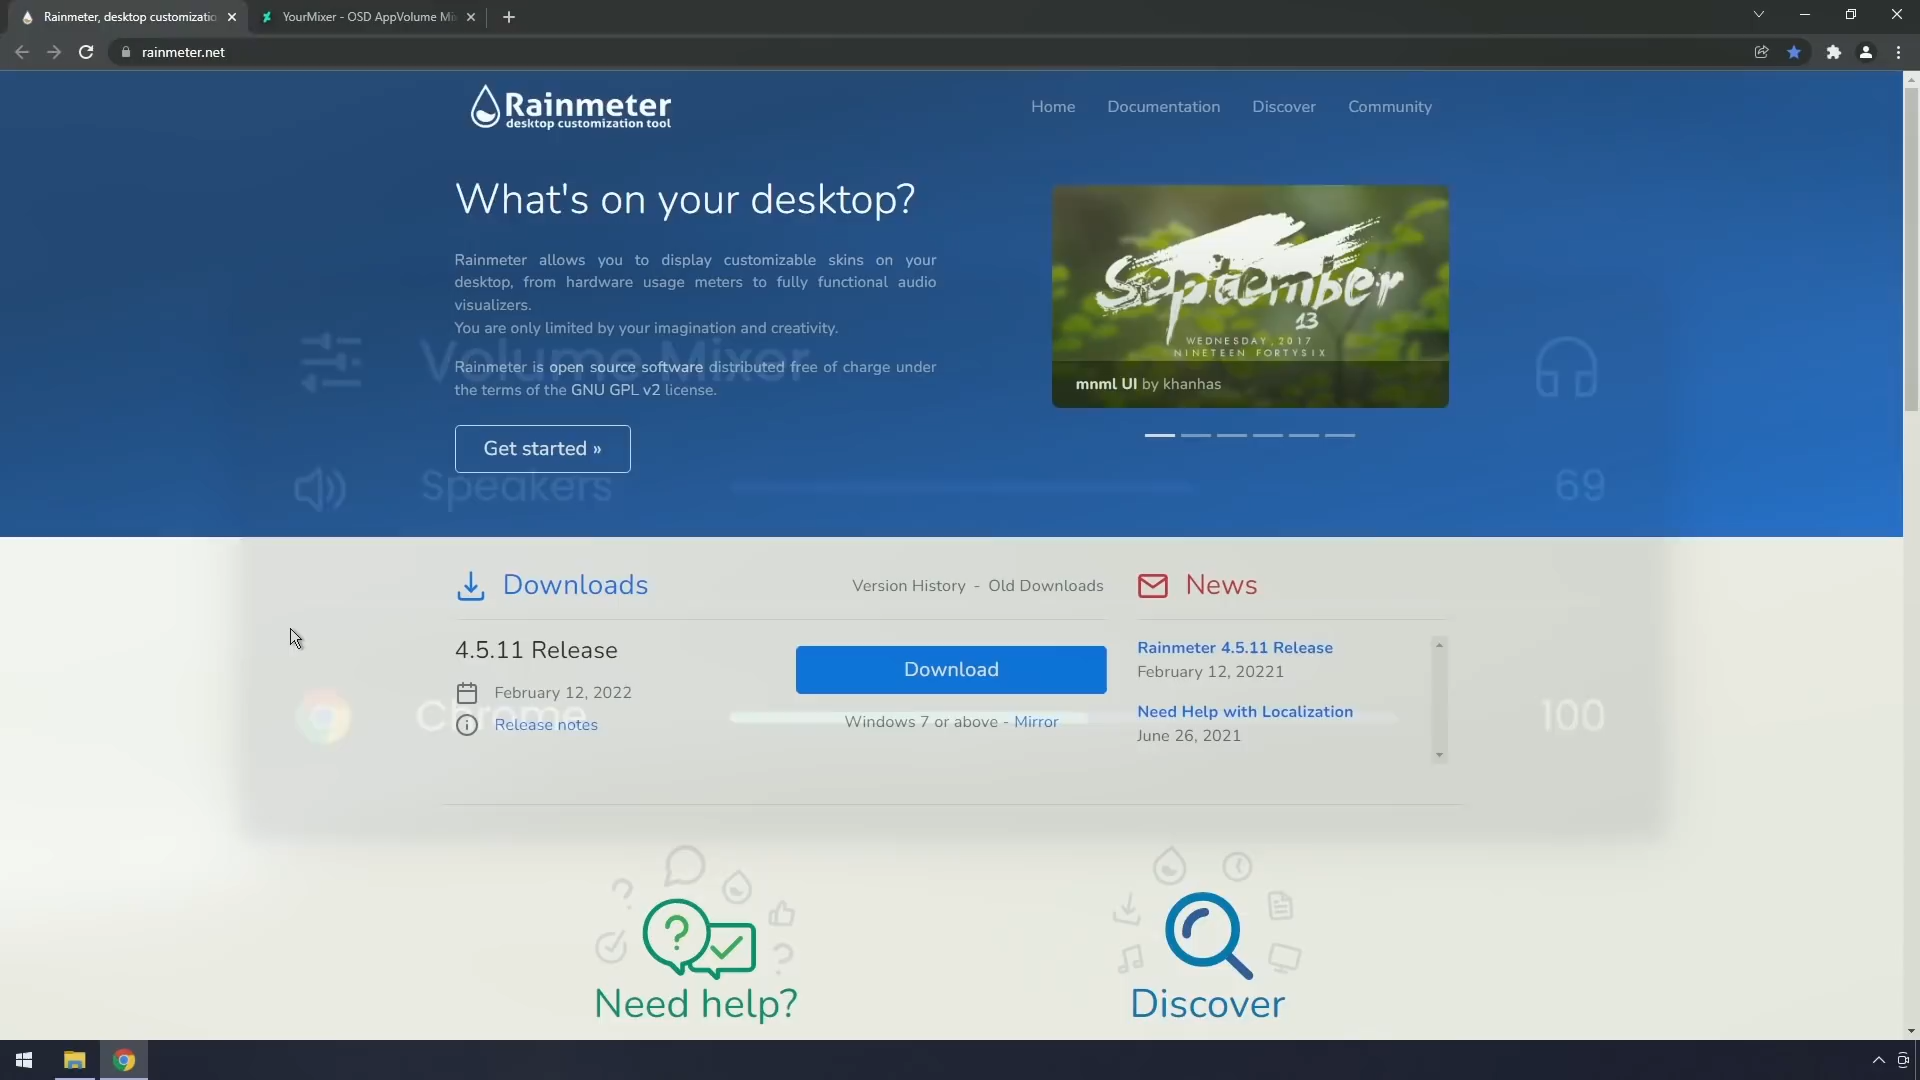 Rainmeter, desktop customizatio
YourMixer - OSD AppVolume Mi
rainmeter.net
Rainmeter
desktop customization tool
Home
Documentation
Discover
Community
What's on your desktop?
Rainmeter allows you to display customizable skins on your
desktop, from hardware usage meters to fully functional audio
visualizers.
You are only limited by your imagination and creativity.
Rainmeter is open source software distributed free of charge under
the terms of the GNU GPL v2 license.
Get started »
September
13
WEDNESDAY, 2017
NINETEEN FORTYSIX
mnml UI by khanhas
Volume Mixer
Speakers
69
Downloads
Version History - Old Downloads
4.5.11 Release
February 12, 2022
Release notes
Download
Windows 7 or above - Mirror
News
Rainmeter 4.5.11 Release
February 12, 20221
Need Help with Localization
June 26, 2021
Chrome
100
Need help?
Discover